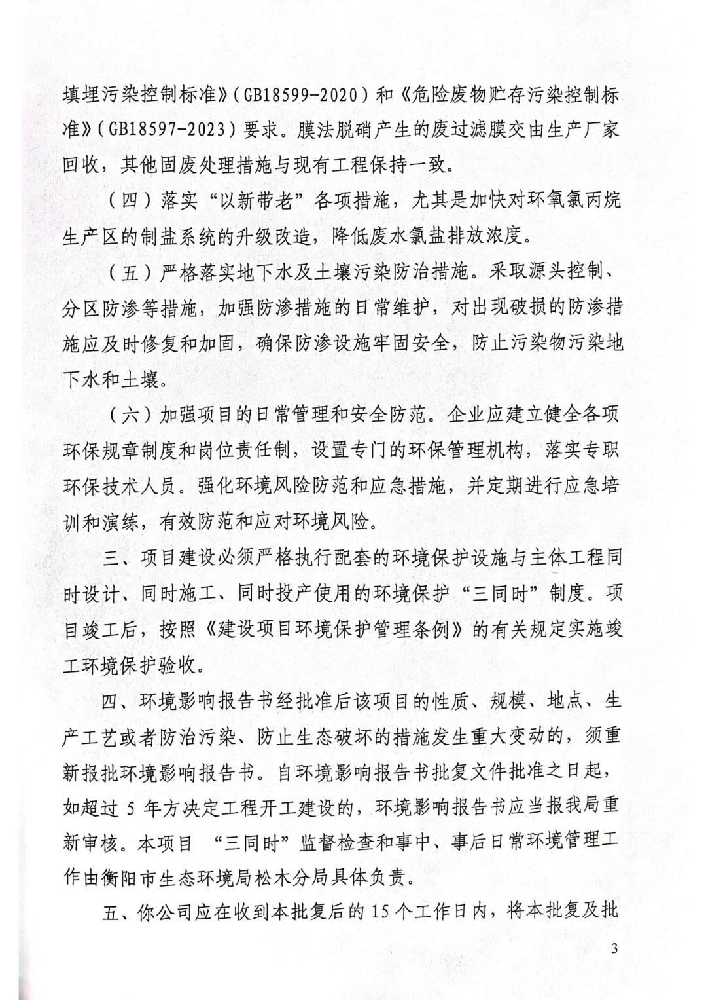 填埋污染控制标准》（GB18599-2020）和《危险废物贮存污染控制标
准》（GB18597-2023）要求。膜法脱硝产生的废过滤膜交由生产厂家
回收，其他固废处理措施与现有工程保持一致。
（四）落实“以新带老”各项措施，尤其是加快对环氧氯丙烷
生产区的制盐系统的升级改造，降低废水氯盐排放浓度。
（五）严格落实地下水及土壤污染防治措施。采取源头控制、
分区防渗等措施，加强防渗措施的日常维护，对出现破损的防渗措
施应及时修复和加固，确保防渗设施牢固安全，防止污染物污染地
下水和土壤。
（六）加强项目的日常管理和安全防范。企业应建立健全各项
环保规章制度和岗位责任制，设置专门的环保管理机构，落实专职
环保技术人员。强化环境风险防范和应急措施，并定期进行应急培
训和演练，有效防范和应对环境风险。
三、项目建设必须严格执行配套的环境保护设施与主体工程同
时设计、同时施工、同时投产使用的环境保护“三同时”制度。项
目竣工后，按照《建设项目环境保护管理条例》的有关规定实施竣
工环境保护验收。
四、环境影响报告书经批准后该项目的性质、规模、地点、生
产工艺或者防治污染、防止生态破坏的措施发生重大变动的，须重
新报批环境影响报告书。自环境影响报告书批复文件批准之日起，
如超过 5 年方决定工程开工建设的，环境影响报告书应当报我局重
新审核。本项目 “三同时”监督检查和事中、事后日常环境管理工
作由衡阳市生态环境局松木分局具体负责。
五、你公司应在收到本批复后的 15 个工作日内，将本批复及批
3